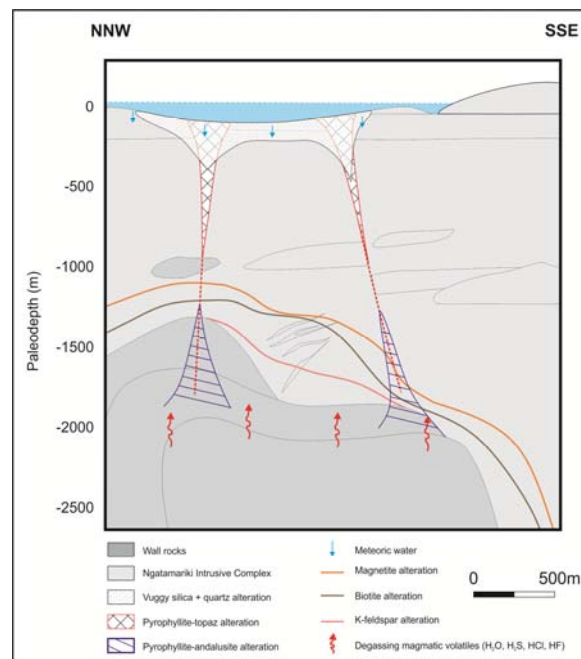 NNW SSE
0
-500
-1000
-1500
-2000
-2500
Paleodepth (m)
Wall rocks
Ngatamariki Intrusive Complex
Vuggy silica + quartz alteration
Pyrophyllite-topaz alteration
Pyrophyllite-andalusite alteration
Meteoric water
Magnetite alteration
Biotite alteration
K-feldspar alteration
Degassing magmatic volatiles (H₂O, H₂S, HCl, HF)
0 500m